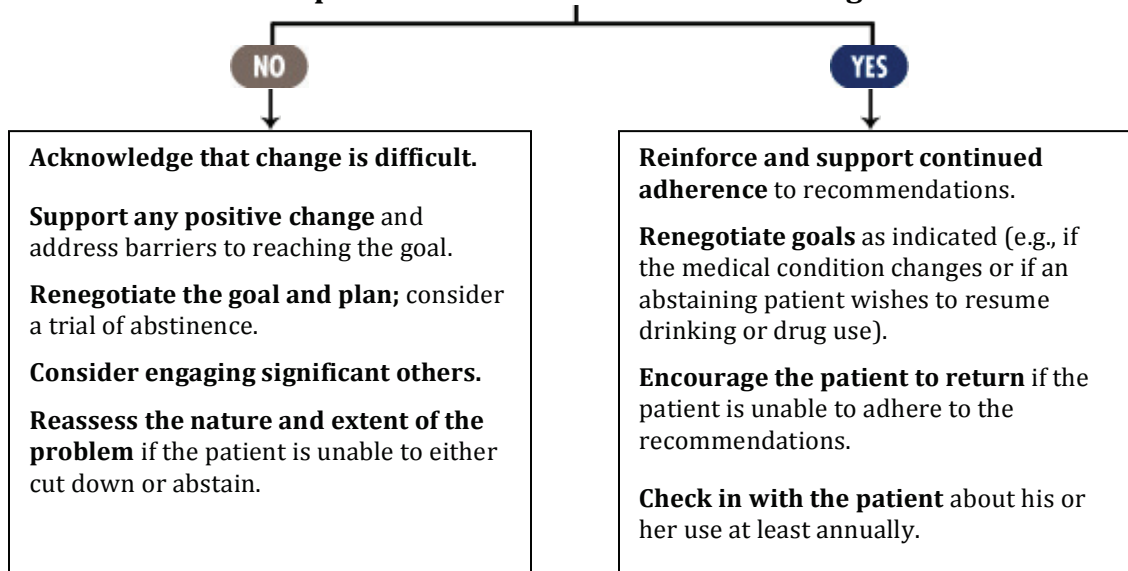 NO
YES
Acknowledge that change is difficult.
Support any positive change and
address barriers to reaching the goal.
Renegotiate the goal and plan; consider
a trial of abstinence.
Consider engaging significant others.
Reassess the nature and extent of the
problem if the patient is unable to either
cut down or abstain.
Reinforce and support continued
adherence to recommendations.
Renegotiate goals as indicated (e.g., if
the medical condition changes or if an
abstaining patient wishes to resume
drinking or drug use).
Encourage the patient to return if the
patient is unable to adhere to the
recommendations.
Check in with the patient about his or
her use at least annually.